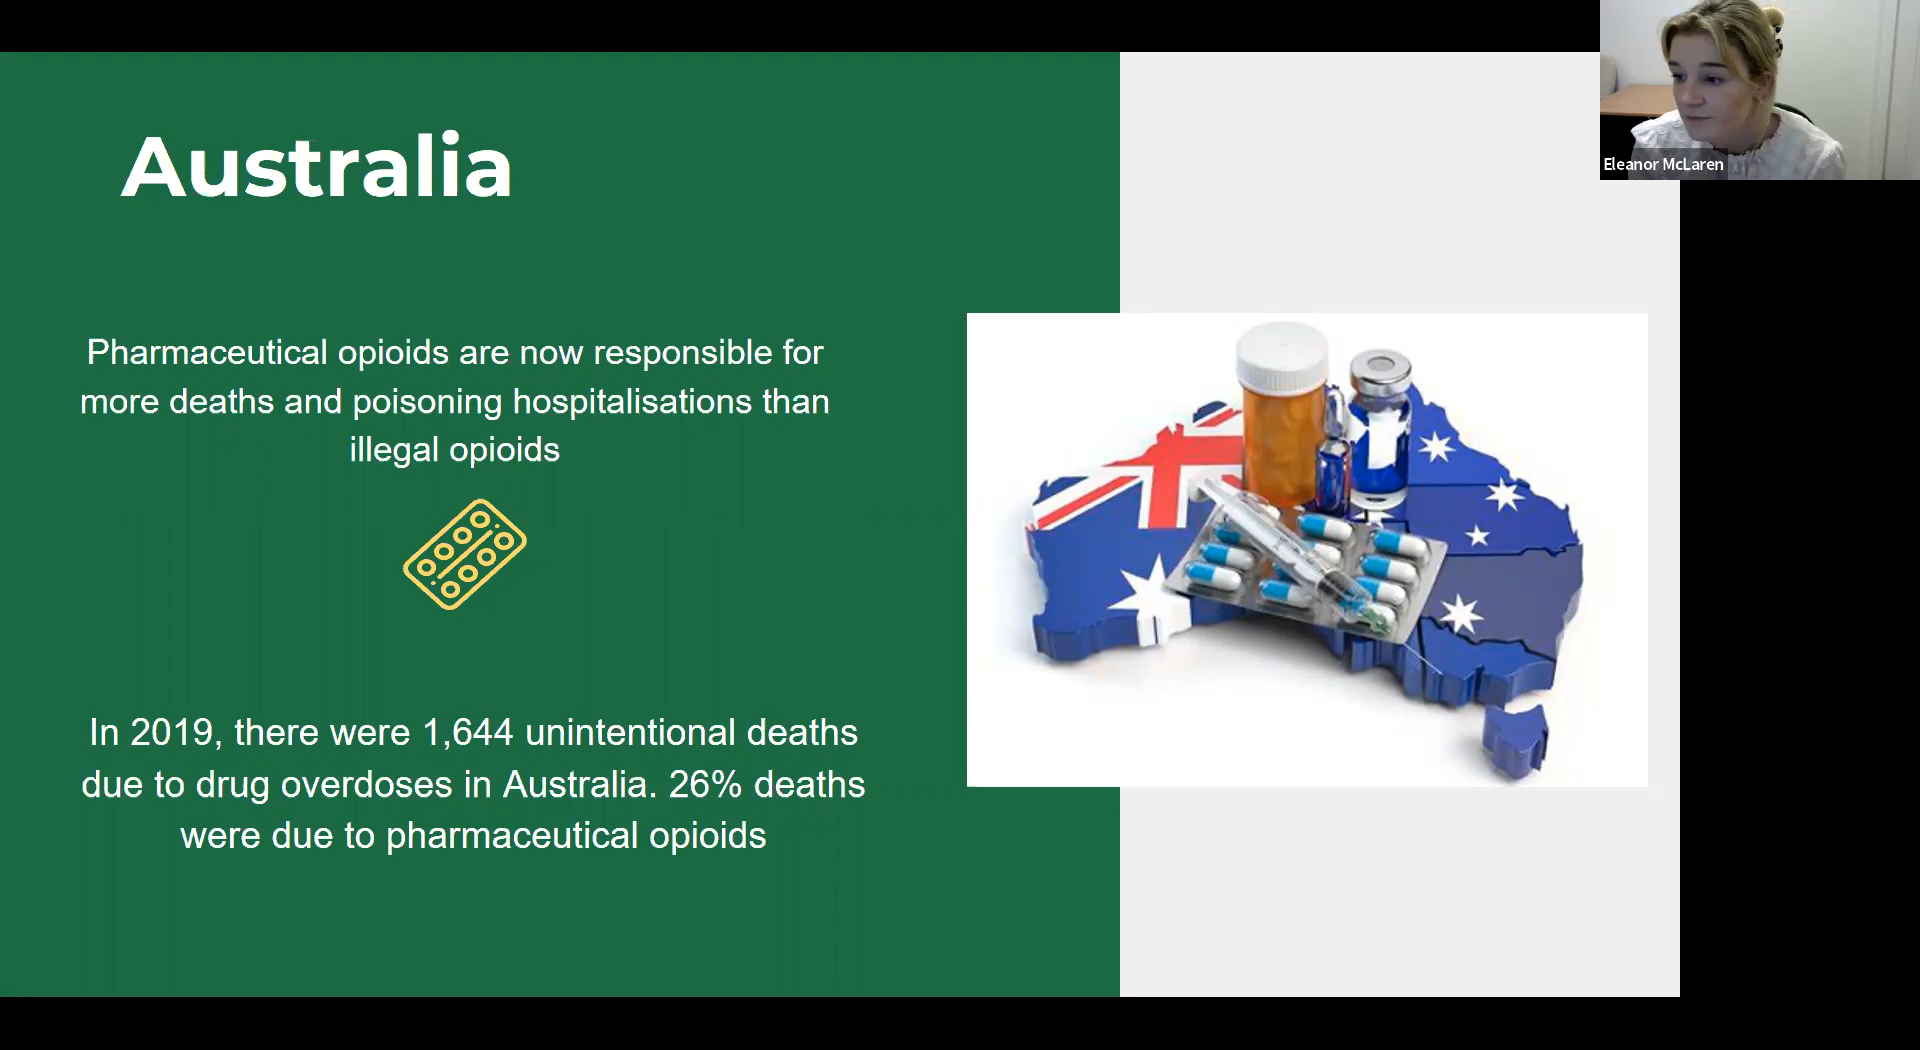 Australia
Pharmaceutical opioids are now responsible for
more deaths and poisoning hospitalisations than
illegal opioids
In 2019, there were 1,644 unintentional deaths
due to drug overdoses in Australia. 26% deaths
were due to pharmaceutical opioids
Eleanor McLaren